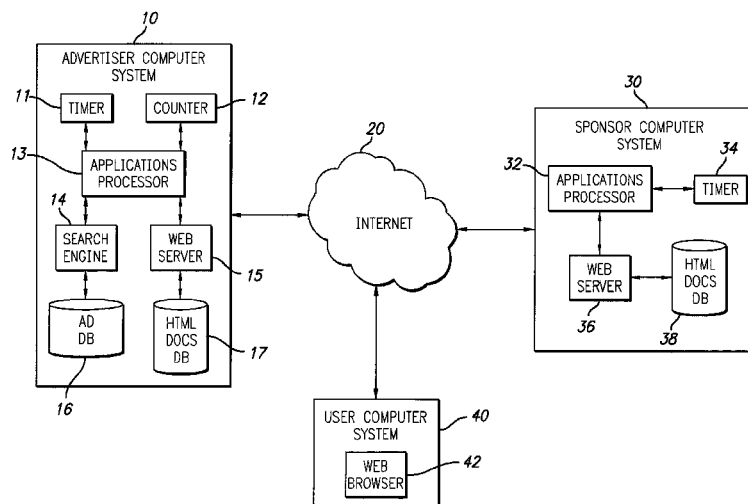 10
ADVERTISER COMPUTER
SYSTEM
11
TIMER
COUNTER
12
13
APPLICATIONS
PROCESSOR
14
SEARCH
ENGINE
WEB
SERVER
15
AD
DB
16
HTML
DOCS
DB
17
20
INTERNET
30
SPONSOR COMPUTER
SYSTEM
32
APPLICATIONS
PROCESSOR
34
TIMER
WEB
SERVER
36
HTML
DOCS
DB
38
USER COMPUTER
SYSTEM
40
WEB
BROWSER
42